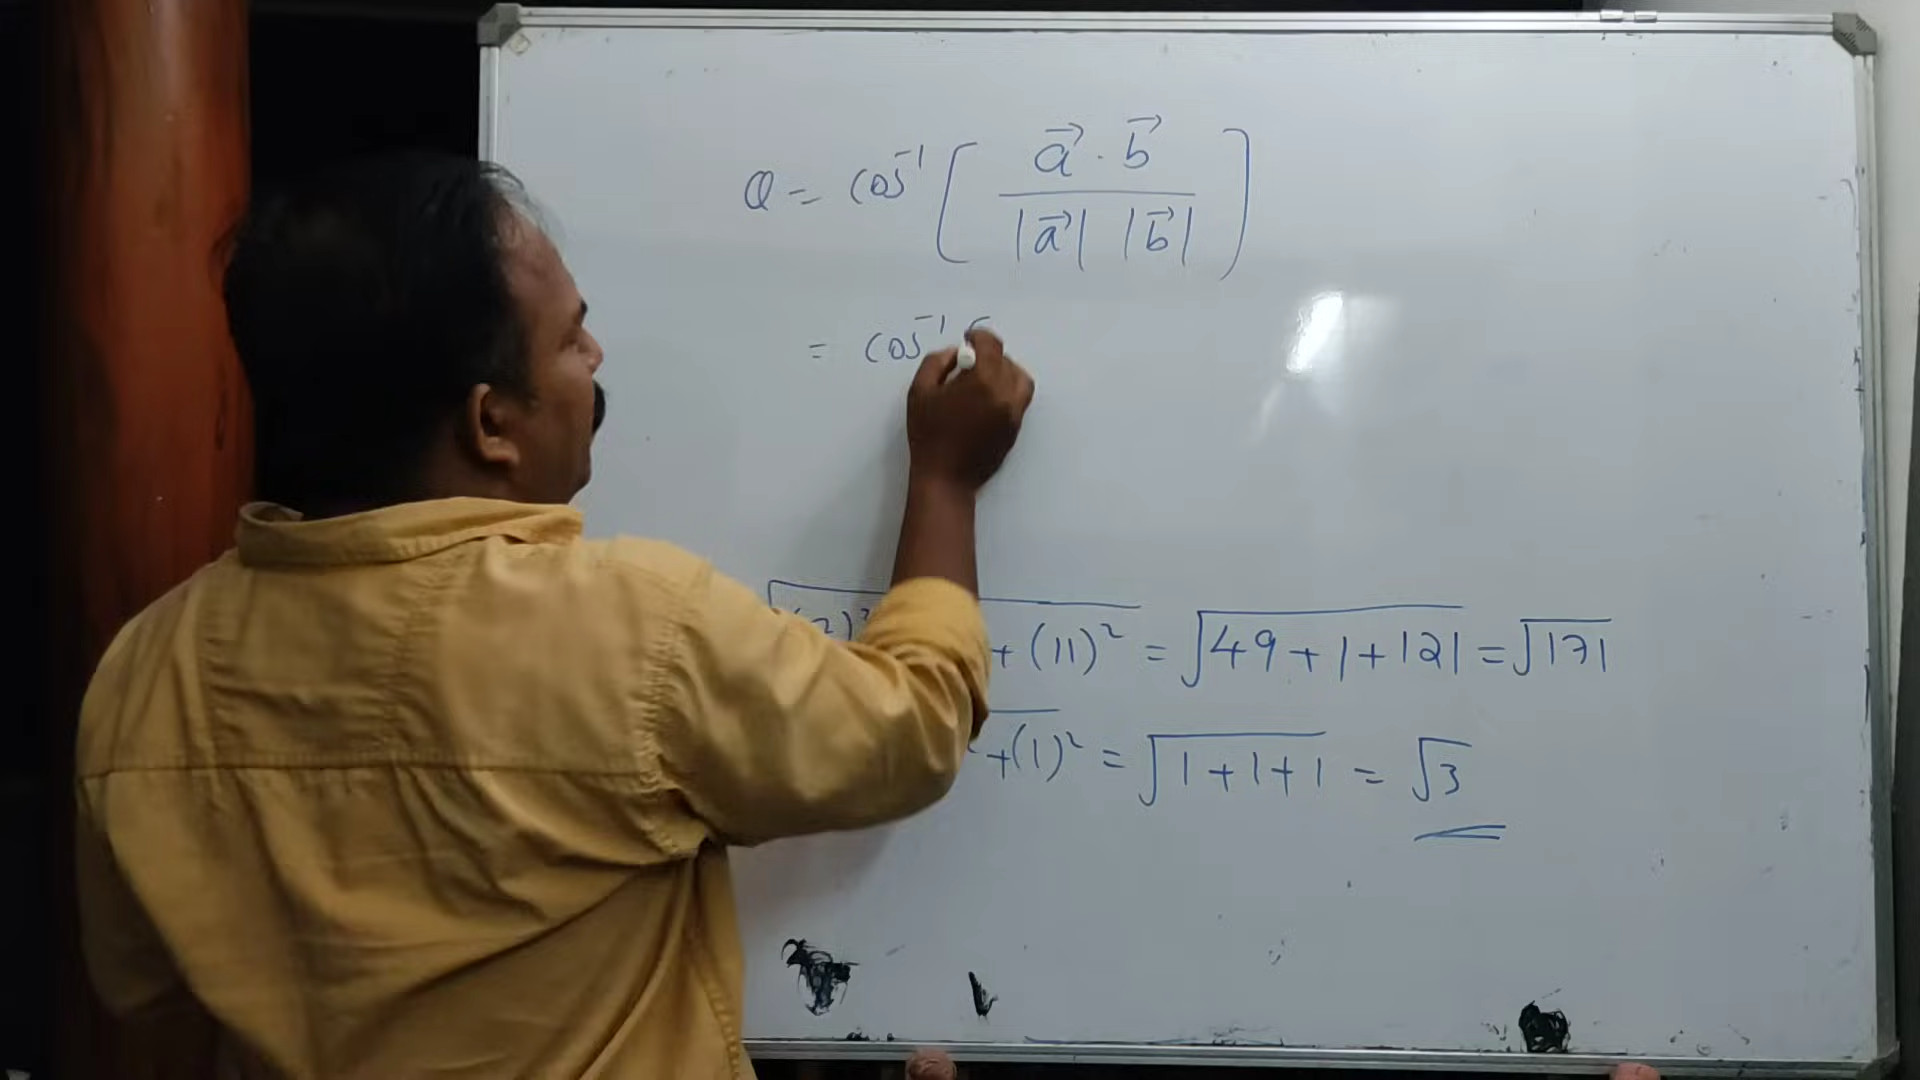 Q = cos⁻¹ [ a⃗ . b⃗ / |a⃗| |b⃗| ]
= cos⁻¹
+ (11)² = √49+1+121 = √171
+(1)² = √1+1+1 = √3